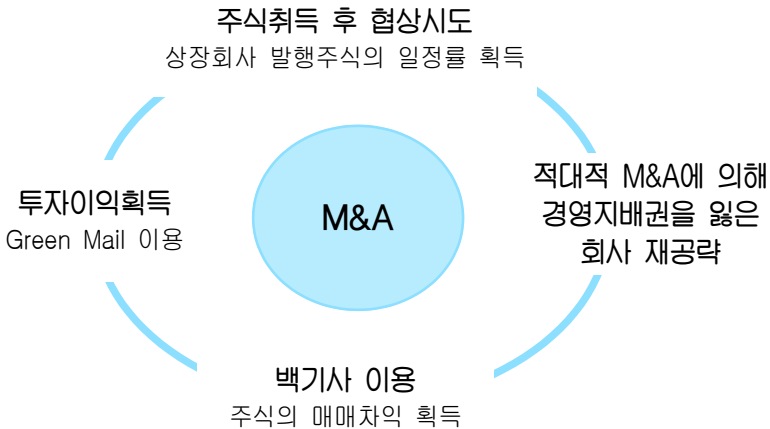 주식취득 후 협상시도
상장회사 발행주식의 일정률 획득
투자이익획득
Green Mail 이용
M&A
적대적 M&A에 의해
경영지배권을 잃은
회사 재공략
백기사 이용
주식의 매매차익 획득